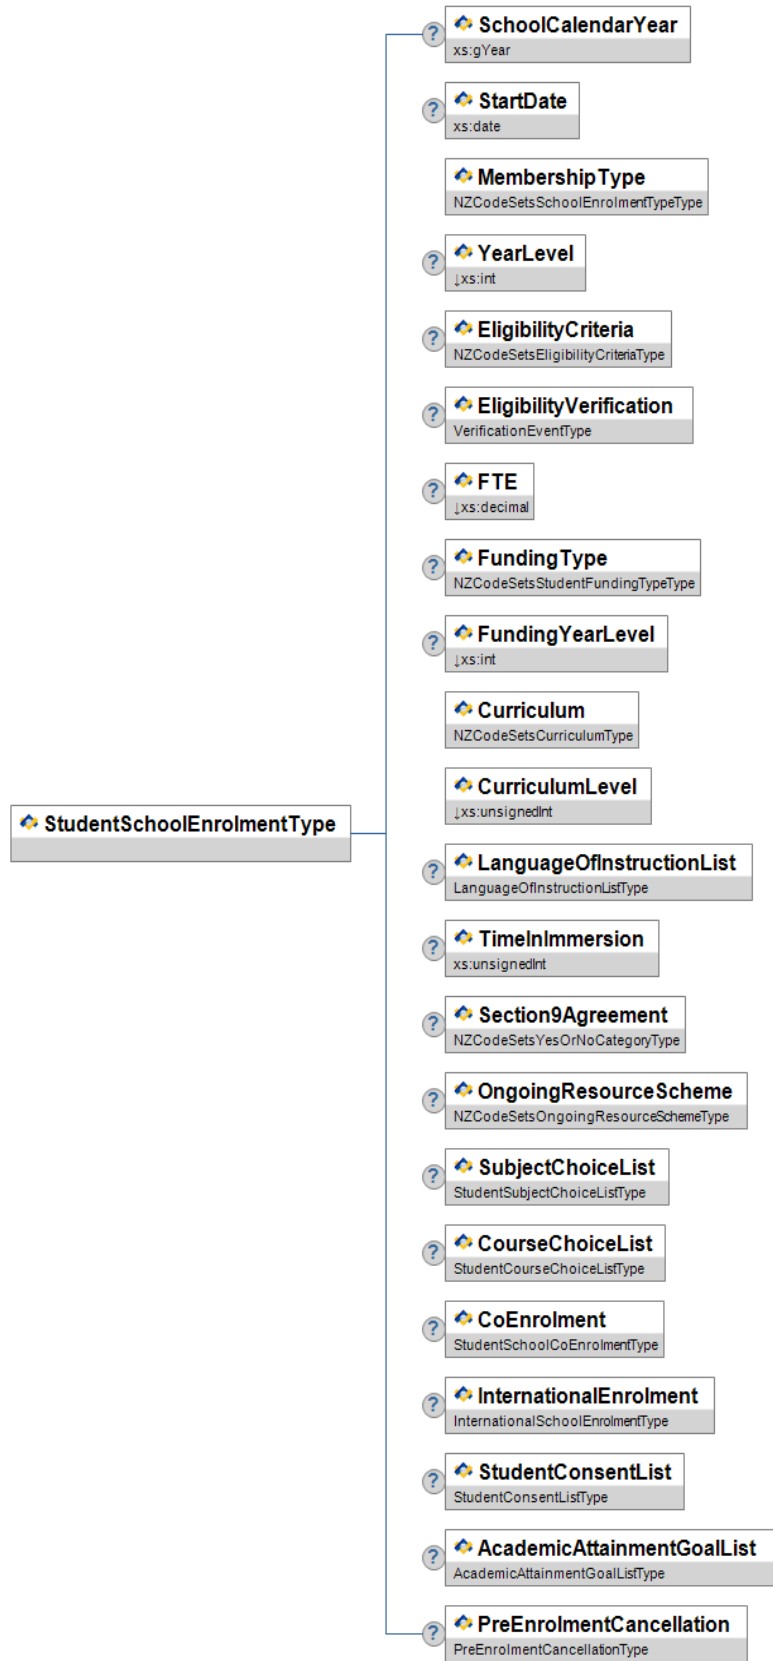 ?
SchoolCalendarYear
xs:gYear
?
StartDate
xs:date
MembershipType
NZCodeSetsSchoolEnrolmentTypeType
?
YearLevel
↓xs:int
?
EligibilityCriteria
NZCodeSetsEligibilityCriteriaType
?
EligibilityVerification
VerificationEventType
?
FTE
↓xs:decimal
?
FundingType
NZCodeSetsStudentFundingTypeType
?
FundingYearLevel
↓xs:int
Curriculum
NZCodeSetsCurriculumType
CurriculumLevel
↓xs:unsignedInt
StudentSchoolEnrolmentType
?
LanguageOfInstructionList
LanguageOfInstructionListType
?
TimeInImmersion
xs:unsignedInt
?
Section9Agreement
NZCodeSetsYesOrNoCategoryType
?
OngoingResourceScheme
NZCodeSetsOngoingResourceSchemeType
?
SubjectChoiceList
StudentSubjectChoiceListType
?
CourseChoiceList
StudentCourseChoiceListType
?
CoEnrolment
StudentSchoolCoEnrolmentType
?
InternationalEnrolment
InternationalSchoolEnrolmentType
?
StudentConsentList
StudentConsentListType
?
AcademicAttainmentGoalList
AcademicAttainmentGoalListType
?
PreEnrolmentCancellation
PreEnrolmentCancellationType